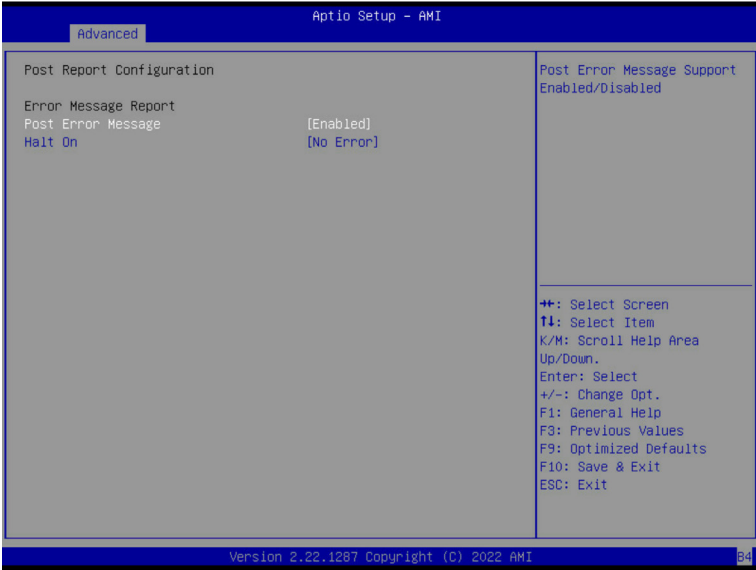 Aptio Setup – AMI
Advanced
Post Report Configuration
Error Message Report
Post Error Message [Enabled]
Halt On [No Error]
Post Error Message Support
Enabled/Disabled
→←: Select Screen
↑↓: Select Item
K/M: Scroll Help Area
Up/Down.
Enter: Select
+/-: Change Opt.
F1: General Help
F3: Previous Values
F9: Optimized Defaults
F10: Save & Exit
ESC: Exit
Version 2.22.1287 Copyright (C) 2022 AMI
B4